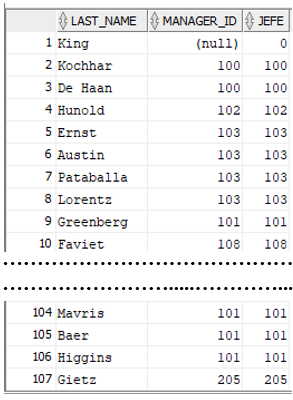 LAST_NAME MANAGER_ID JEFE
1 King (null) 0
2 Kochhar 100 100
3 De Haan 100 100
4 Hunold 102 102
5 Ernst 103 103
6 Austin 103 103
7 Pataballa 103 103
8 Lorentz 103 103
9 Greenberg 101 101
10 Faviet 108 108
104 Mavris 101 101
105 Baer 101 101
106 Higgins 101 101
107 Gietz 205 205